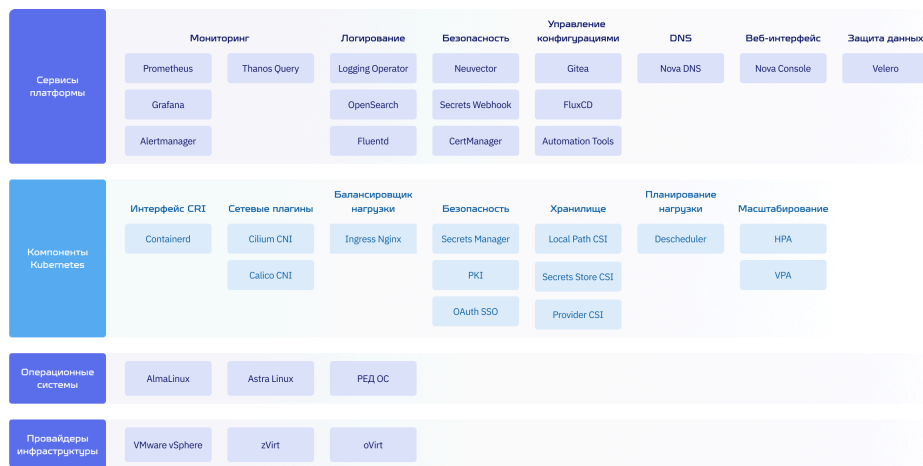 Сервисы
платформы
Мониторинг
Логирование
Безопасность
Управление
конфигурациями
DNS
Веб-интерфейс
Защита данных
Prometheus
Thanos Query
Logging Operator
Neuvector
Gitea
Nova DNS
Nova Console
Velero
Grafana
OpenSearch
Secrets Webhook
FluxCD
Alertmanager
Fluentd
CertManager
Automation Tools
Компоненты
Kubernetes
Интерфейс CRI
Сетевые плагины
Балансировщик
нагрузки
Безопасность
Хранилище
Планирование
нагрузки
Масштабирование
Containerd
Cilium CNI
Ingress Nginx
Secrets Manager
Local Path CSI
Descheduler
HPA
Calico CNI
PKI
Secrets Store CSI
VPA
OAuth SSO
Provider CSI
Операционные
системы
AlmaLinux
Astra Linux
РЕД ОС
Провайдеры
инфраструктуры
VMware vSphere
zVirt
oVirt